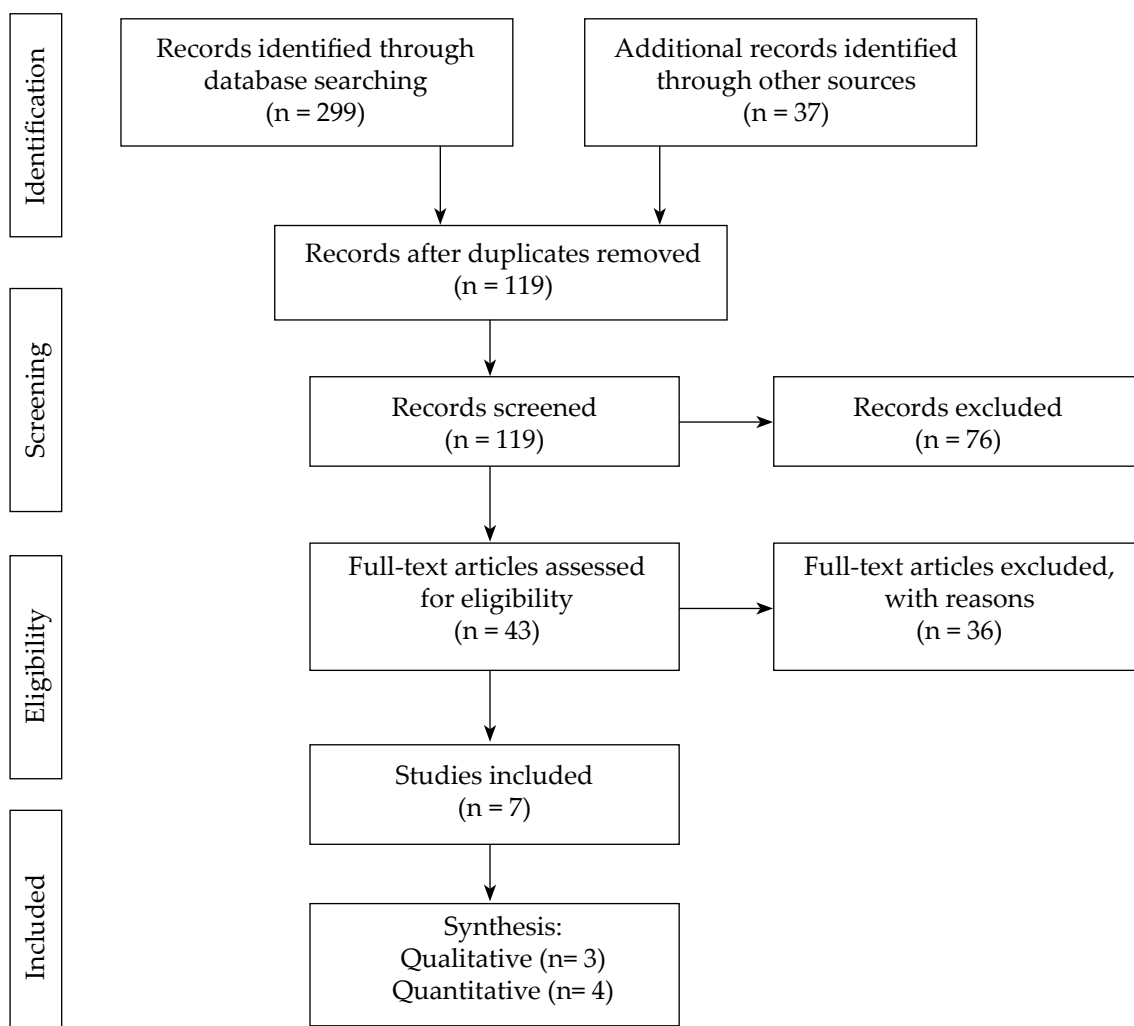 Identification
Records identified through
database searching
(n = 299)
Additional records identified
through other sources
(n = 37)
Records after duplicates removed
(n = 119)
Screening
Records screened
(n = 119)
Records excluded
(n = 76)
Eligibility
Full-text articles assessed
for eligibility
(n = 43)
Full-text articles excluded,
with reasons
(n = 36)
Studies included
(n = 7)
Included
Synthesis:
Qualitative (n= 3)
Quantitative (n= 4)